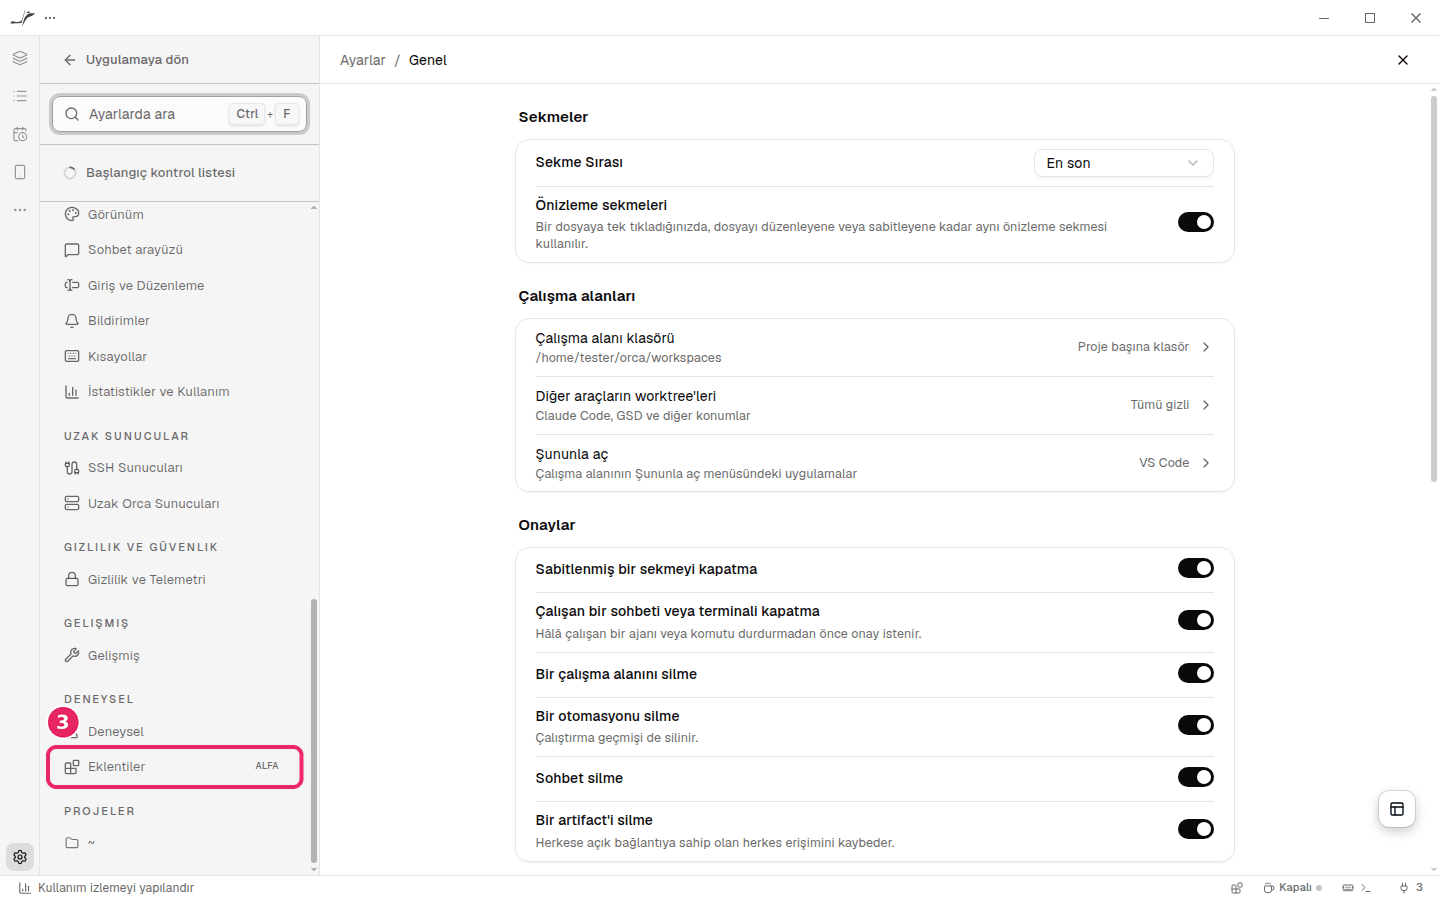 Uygulamaya dön
Ayarlarda ara
Ctrl + F
Başlangıç kontrol listesi
Görünüm
Sohbet arayüzü
Giriş ve Düzenleme
Bildirimler
Kısayollar
İstatistikler ve Kullanım
UZAK SUNUCULAR
SSH Sunucuları
Uzak Orca Sunucuları
GIZLILIK VE GÜVENLIK
Gizlilik ve Telemetri
GELIŞMIŞ
Gelişmiş
DENEYSEL
3
Deneysel
Eklentiler ALFA
PROJELER
~
Ayarlar / Genel
Sekmeler
Sekme Sırası
En son
Önizleme sekmeleri
Bir dosyaya tek tıkladığınızda, dosyayı düzenleyene veya sabitleyene kadar aynı önizleme sekmesi
kullanılır.
Çalışma alanları
Çalışma alanı klasörü
/home/tester/orca/workspaces
Proje başına klasör
Diğer araçların worktree'leri
Claude Code, GSD ve diğer konumlar
Tümü gizli
Şununla aç
Çalışma alanının Şununla aç menüsündeki uygulamalar
VS Code
Onaylar
Sabitlenmiş bir sekmeyi kapatma
Çalışan bir sohbeti veya terminali kapatma
Hâlâ çalışan bir ajanı veya komutu durdurmadan önce onay istenir.
Bir çalışma alanını silme
Bir otomasyonu silme
Çalıştırma geçmişi de silinir.
Sohbet silme
Bir artifact'i silme
Herkese açık bağlantıya sahip olan herkes erişimini kaybeder.
Kullanım izlemeyi yapılandır
Kapalı
3